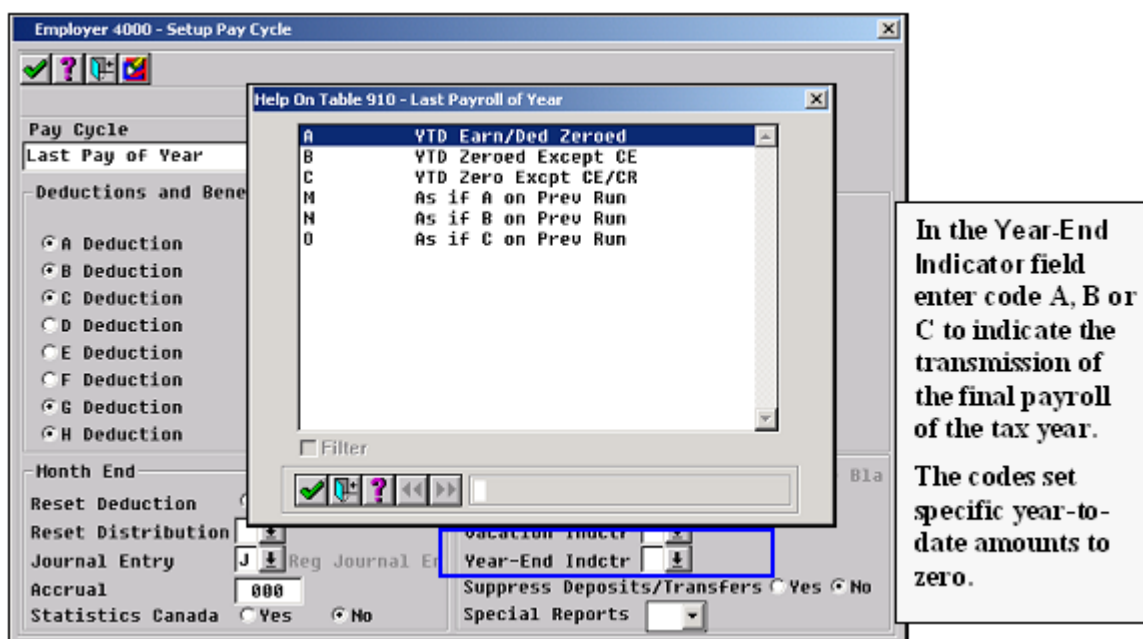 Employer 4000 - Setup Pay Cycle
Help On Table 910 - Last Payroll of Year
Pay Cycle
Last Pay of Year
A YTD Earn/Ded Zeroed
B YTD Zeroed Except CE
C YTD Zero Excpt CE/CR
M As if A on Prev Run
N As if B on Prev Run
O As if C on Prev Run
Filter
Deductions and Bene
A Deduction
B Deduction
C Deduction
D Deduction
E Deduction
F Deduction
G Deduction
H Deduction
Month End
Bla
Reset Deduction
Reset Distribution
Vacation Indctr
Journal Entry J Reg Journal En
Year-End Indctr
Accrual 000
Suppress Deposits/Transfers Yes No
Statistics Canada Yes No
Special Reports
In the Year-End
Indicator field
enter code A, B or
C to indicate the
transmission of
the final payroll
of the tax year.
The codes set
specific year-to-
date amounts to
zero.